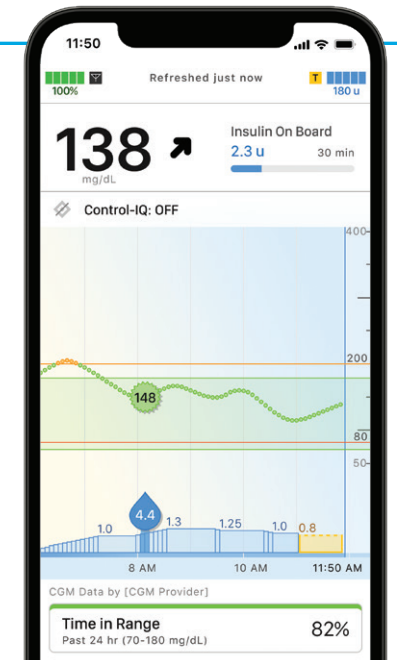 11:50
100%
Refreshed just now
T
180 u
138
mg/dL
Insulin On Board
2.3 u
30 min
Control-IQ: OFF
400
200
148
80
50
4.4
1.0
1.3
1.25
1.0
0.8
8 AM
10 AM
11:50 AM
CGM Data by [CGM Provider]
Time in Range
Past 24 hr (70-180 mg/dL)
82%